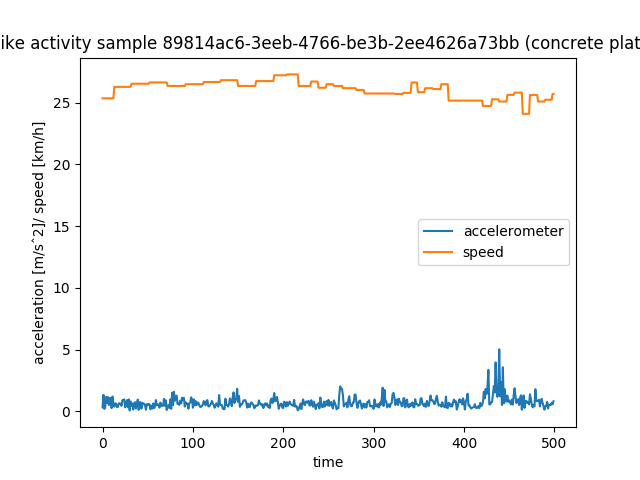 ike activity sample 89814ac6-3eeb-4766-be3b-2ee4626a73bb (concrete plat
acceleration [m/sˆ2]/ speed [km/h]
25
20
15
10
5
0
accelerometer
speed
0 100 200 300 400 500
time